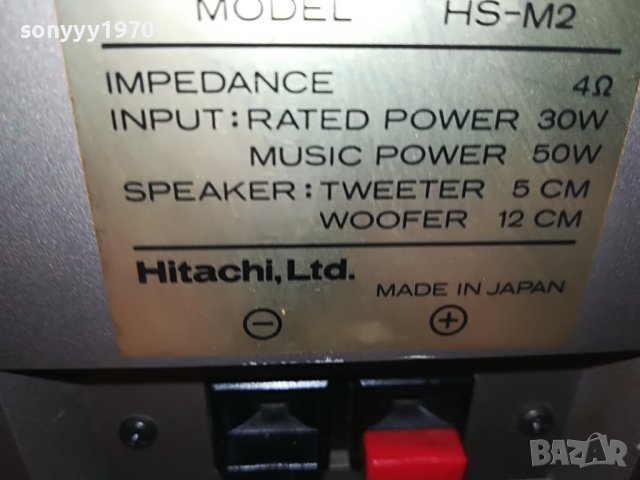 sonyyy1970
MODEL HS-M2
IMPEDANCE 4Ω
INPUT: RATED POWER 30W
MUSIC POWER 50W
SPEAKER: TWEETER 5 CM
WOOFER 12 CM
Hitachi, Ltd.
MADE IN JAPAN
⊖ ⊕
BAZAR